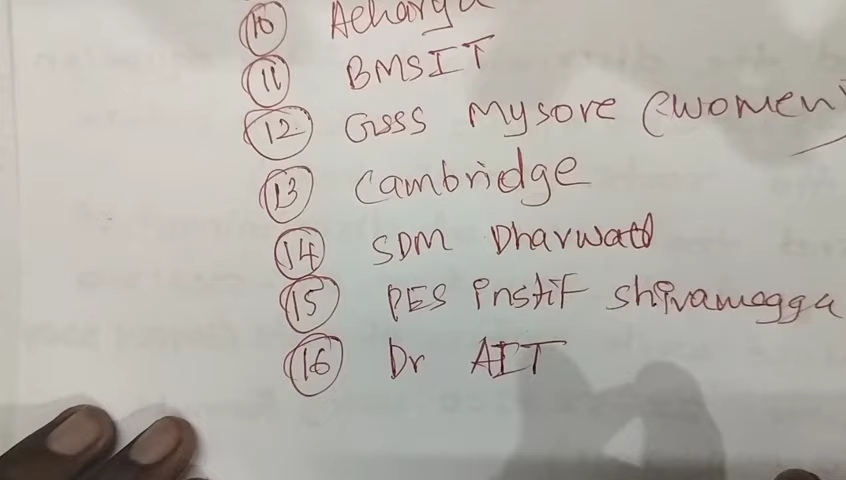 10 Acharya
11 BMSIT
12 GSSS Mysore (women)
13 Cambridge
14 SDM Dharwad
15 PES instit Shivamogga
16 Dr AIT